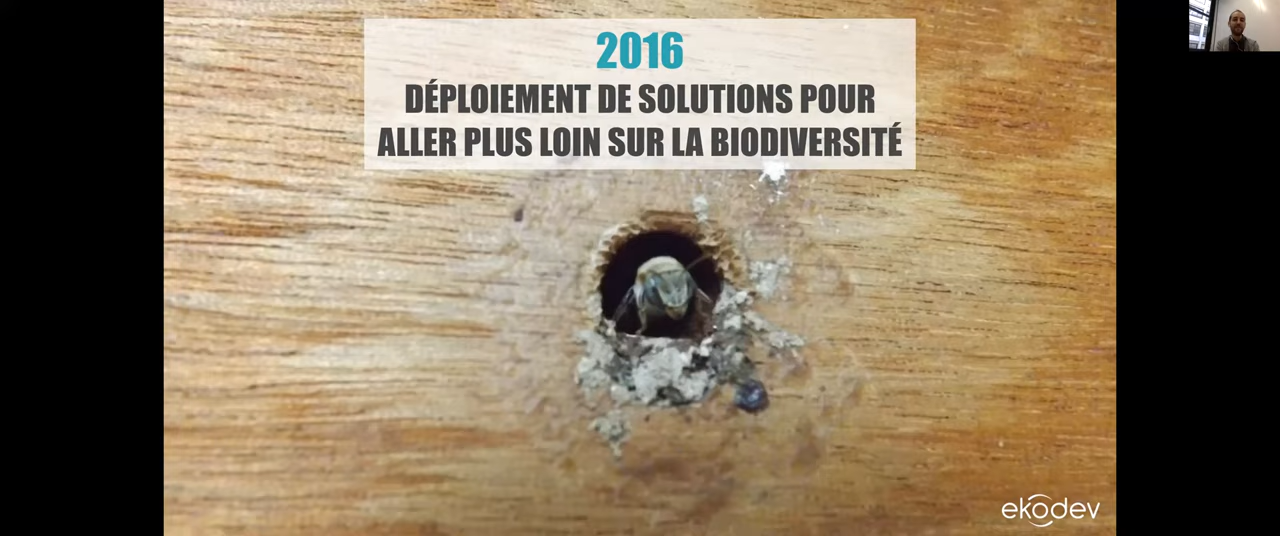 2016
DÉPLOIEMENT DE SOLUTIONS POUR
ALLER PLUS LOIN SUR LA BIODIVERSITÉ
ekodev